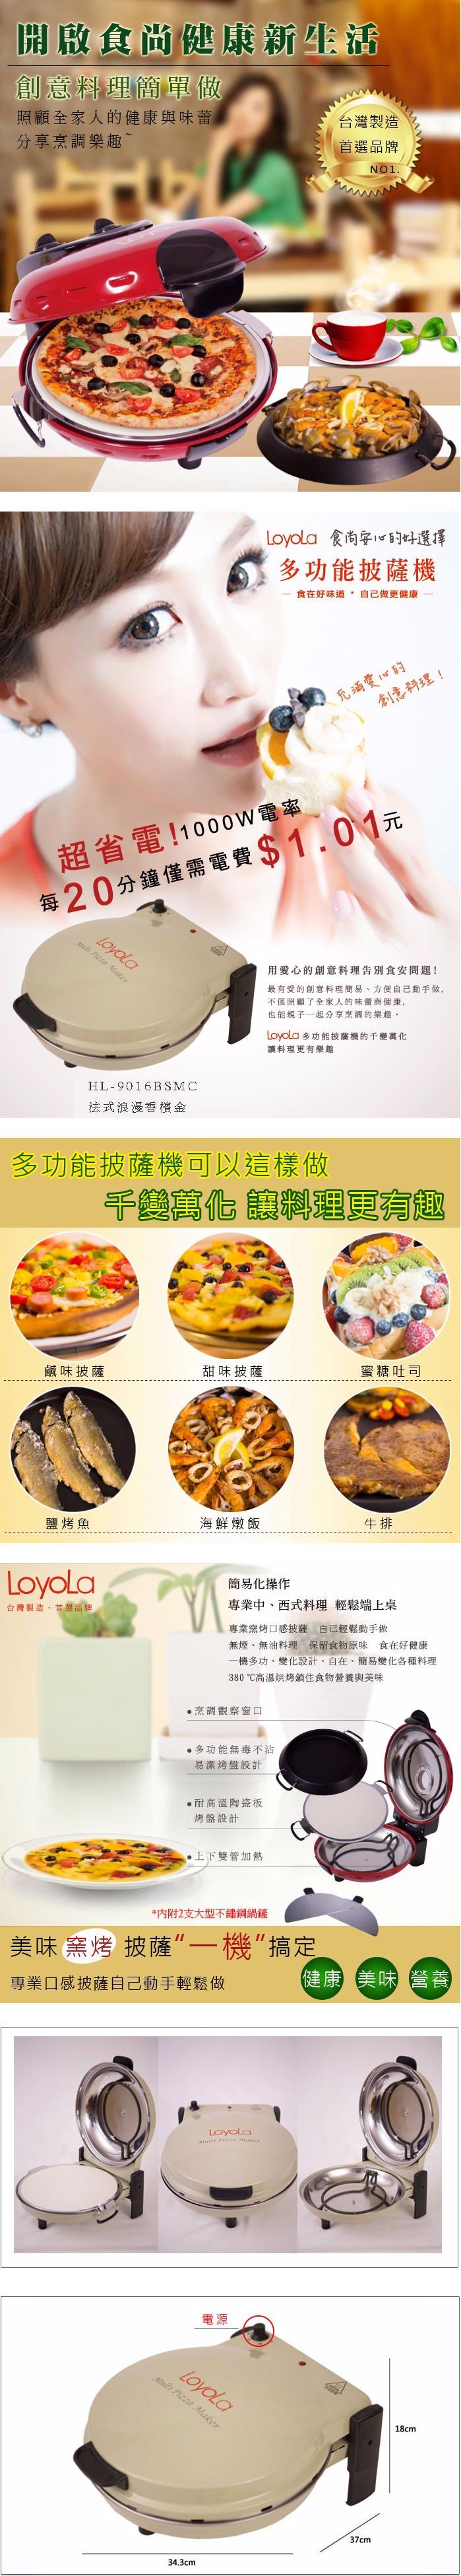 開啟食尚健康新生活
創意料理簡單做
照顧全家人的健康與味蕾
分享烹調樂趣~
台灣製造
首選品牌
NO1.
LoyoLa 食尚安心的好選擇
多功能披薩機
食在好味道 * 自己做更健康
充滿愛心的
創意料理!
超省電!1000W電率
每20分鐘僅需電費$1.01元
LoyoLa
Multi Pizza Maker
用愛心的創意料理告別食安問題!
最有愛的創意料理簡易、方便自己動手做,
不僅照顧了全家人的味蕾與健康,
也能親子一起分享烹調的樂趣。
LoyoLa 多功能披薩機的千變萬化
讓料理更有樂趣
HL-9016BSMC
法式浪漫香檳金
多功能披薩機可以這樣做
千變萬化 讓料理更有趣
鹹味披薩
甜味披薩
蜜糖吐司
鹽烤魚
海鮮燉飯
牛排
LoyoLa
台灣製造・首選品牌
簡易化操作
專業中、西式料理 輕鬆端上桌
專業窯烤口感披薩 自己輕鬆動手做
無煙、無油料理 保留食物原味 食在好健康
一機多功、變化設計、自在、簡易變化各種料理
380 ℃高溫烘烤鎖住食物營養與美味
●烹調觀察窗口
●多功能無毒不沾
易潔烤盤設計
●耐高溫陶瓷板
烤盤設計
●上下雙管加熱
*內附2支大型不鏽鋼鍋鏟
美味 窯烤 披薩"一機"搞定
專業口感披薩自己動手輕鬆做
健康 美味 營養
LoyoLa
Multi Pizza Maker
電源
LoyoLa
Multi Pizza Maker
18cm
37cm
34.3cm